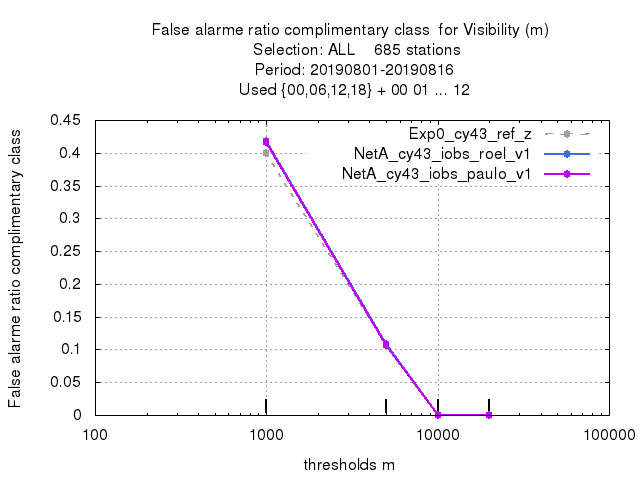 False alarme ratio complimentary class  for Visibility (m)
Selection: ALL    685 stations
Period: 20190801-20190816
Used {00,06,12,18} + 00 01 ... 12
False alarme ratio complimentary class
0.45
0.4
0.35
0.3
0.25
0.2
0.15
0.1
0.05
0
Exp0_cy43_ref_z
NetA_cy43_iobs_roel_v1
NetA_cy43_iobs_paulo_v1
100 1000 10000 100000
thresholds m